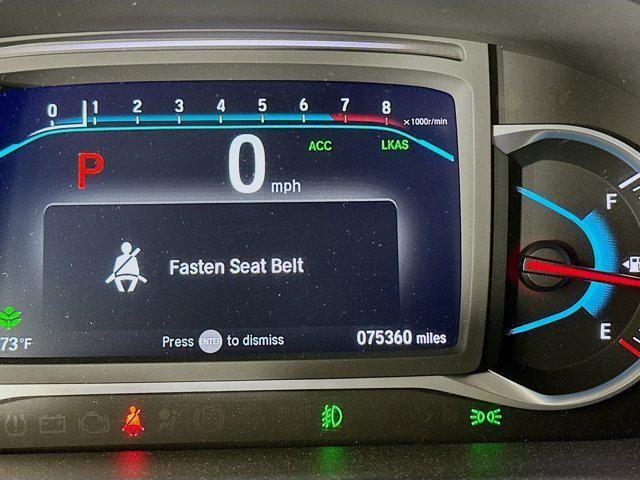 0 1 2 3 4 5 6 7 8 ×1000r/min
P 0 mph ACC LKAS
F
Fasten Seat Belt
E
73°F Press ENTER to dismiss 075360 miles